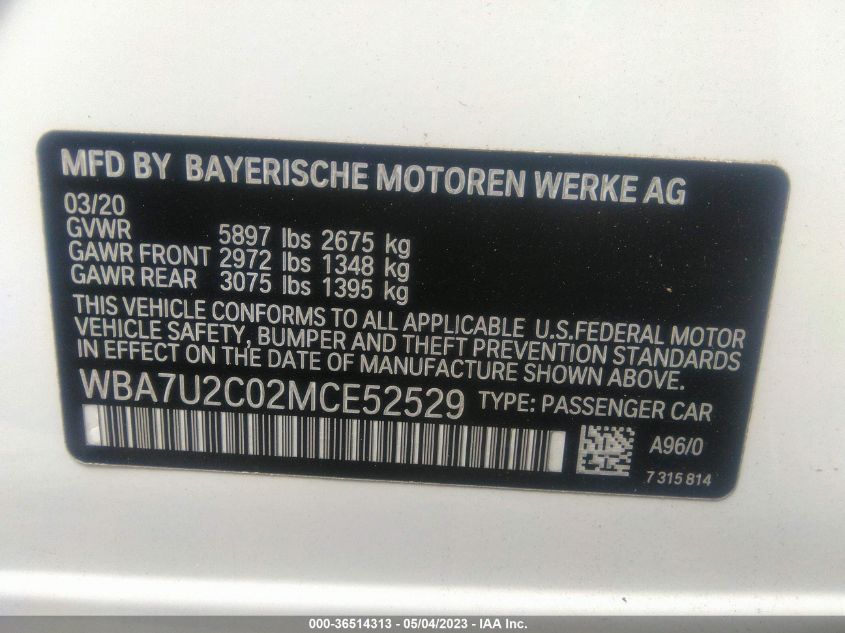 MFD BY BAYERISCHE MOTOREN WERKE AG
03/20
GVWR 5897 lbs 2675 kg
GAWR FRONT 2972 lbs 1348 kg
GAWR REAR 3075 lbs 1395 kg
THIS VEHICLE CONFORMS TO ALL APPLICABLE U.S.FEDERAL MOTOR
VEHICLE SAFETY, BUMPER AND THEFT PREVENTION STANDARDS IN
EFFECT ON THE DATE OF MANUFACTURE SHOWN ABOVE.
WBA7U2C02MCE52529 TYPE: PASSENGER CAR
A96/0
7 315 814
000-36514313 - 05/04/2023 - IAA Inc.